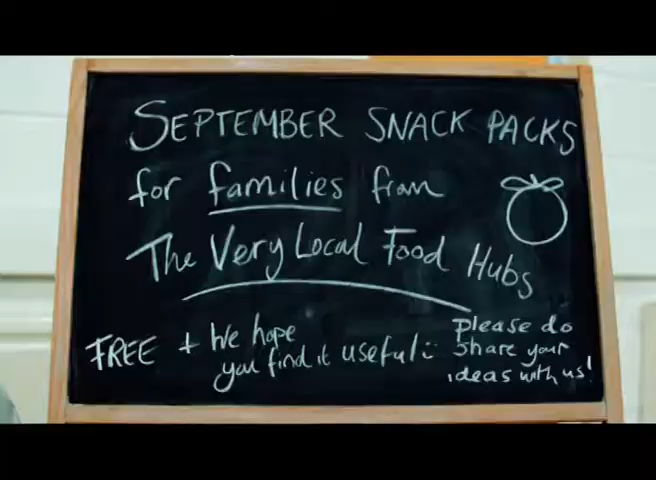 SEPTEMBER SNACK PACKS
for families from
The Very Local Food Hubs
FREE + We hope
you find it useful :
please do
share your
ideas with us!